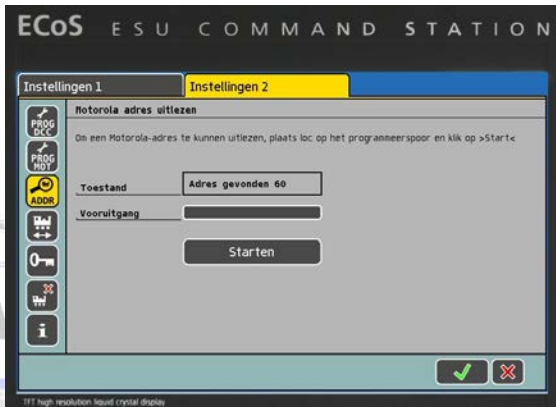 ECoS ESU COMMAND STATION
Instellingen 1
Instellingen 2
Motorola adres uitlezen
Om een Motorola-adres te kunnen uitlezen, plaats loc op het programmeerspoor en klik op >Start<
PROG DCC
PROG MOT
ADDR
Toestand
Adres gevonden 60
Vooruitgang
Starten
i
TFT high resolution liquid crystal display